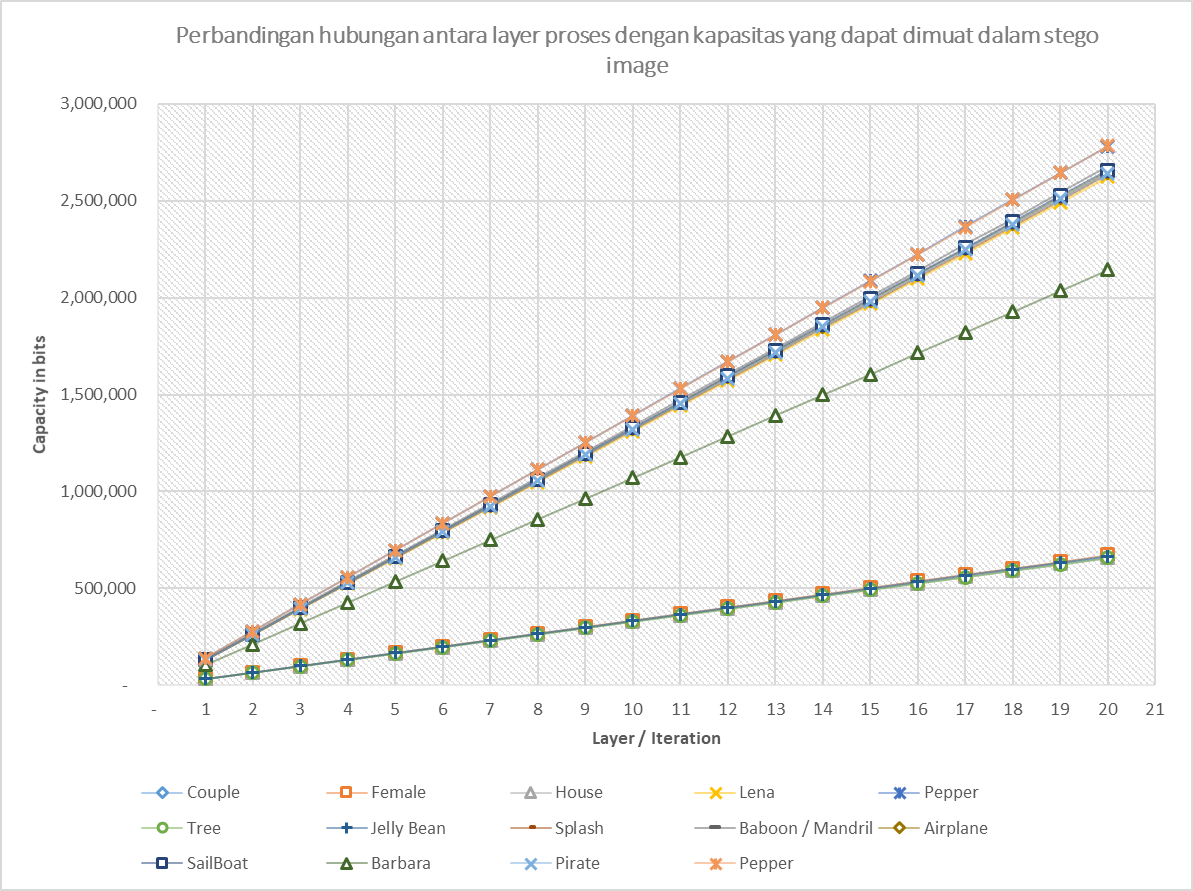 Perbandingan hubungan antara layer proses dengan kapasitas yang dapat dimuat dalam stego
image
3,000,000
2,500,000
2,000,000
1,500,000
1,000,000
500,000
-
Capacity in bits
- 1 2 3 4 5 6 7 8 9 10 11 12 13 14 15 16 17 18 19 20 21
Layer / Iteration
Couple Female House Lena Pepper
Tree Jelly Bean Splash Baboon / Mandril Airplane
SailBoat Barbara Pirate Pepper